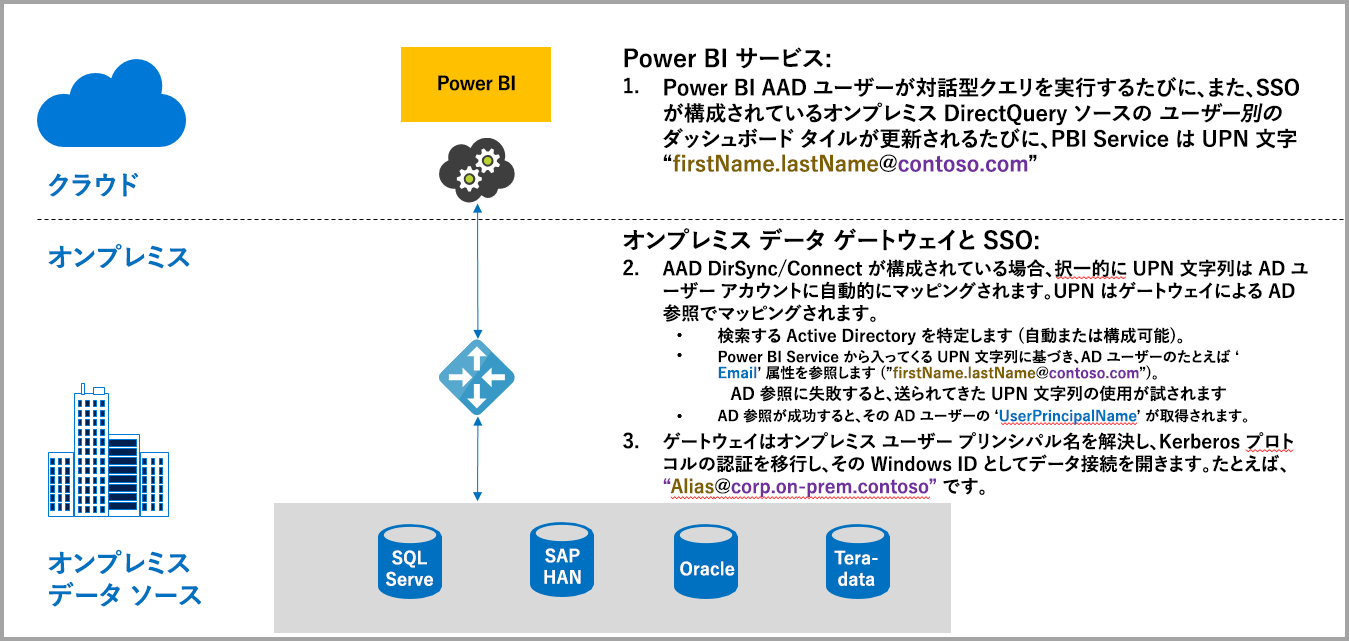 Power BI
クラウド
オンプレミス
オンプレミス
データ ソース
SQL
Serve
SAP
HAN
Oracle
Tera-
data
Power BI サービス:
1. Power BI AAD ユーザーが対話型クエリを実行するたびに、また、SSO
が構成されているオンプレミス DirectQuery ソースの ユーザー別の
ダッシュボード タイルが更新されるたびに、PBI Service は UPN 文字
“firstName.lastName@contoso.com”
オンプレミス データ ゲートウェイと SSO:
2. AAD DirSync/Connect が構成されている場合、択一的に UPN 文字列は AD ユ
ーザー アカウントに自動的にマッピングされます。UPN はゲートウェイによる AD
参照でマッピングされます。
• 検索する Active Directory を特定します (自動または構成可能)。
• Power BI Service から入ってくる UPN 文字列に基づき、AD ユーザーのたとえば ‘
Email’ 属性を参照します (”firstName.lastName@contoso.com”)。
AD 参照に失敗すると、送られてきた UPN 文字列の使用が試されます
• AD 参照が成功すると、その AD ユーザーの ‘UserPrincipalName’ が取得されます。
3. ゲートウェイはオンプレミス ユーザー プリンシパル名を解決し、Kerberos プロト
コルの認証を移行し、その Windows ID としてデータ接続を開きます。たとえば、
“Alias@corp.on-prem.contoso” です。